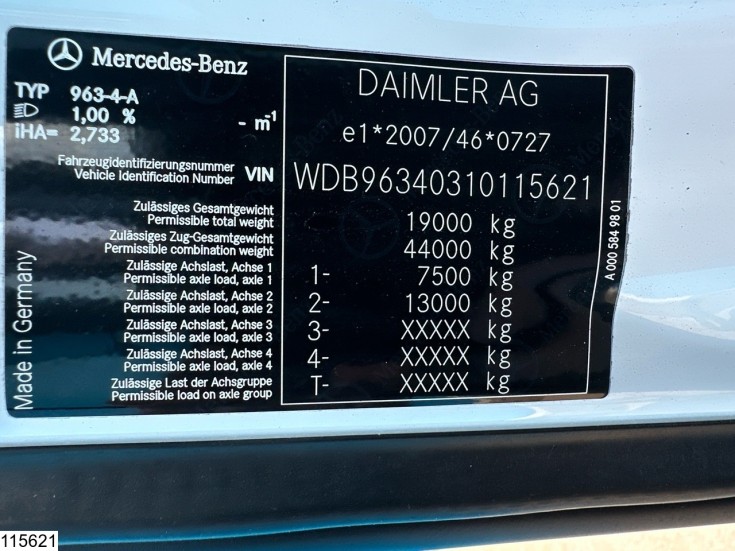 Mercedes-Benz
TYP 963-4-A
1,00 % - m⁻¹
iHA= 2,733
DAIMLER AG
e1*2007/46*0727
Fahrzeugidentifizierungsnummer
Vehicle Identification Number VIN WDB96340310115621
Zulässiges Gesamtgewicht
Permissible total weight 19000 kg
Zulässiges Zug-Gesamtgewicht
Permissible combination weight 44000 kg
Zulässige Achslast, Achse 1
Permissible axle load, axle 1 1- 7500 kg
Zulässige Achslast, Achse 2
Permissible axle load, axle 2 2- 13000 kg
Zulässige Achslast, Achse 3
Permissible axle load, axle 3 3- XXXXX kg
Zulässige Achslast, Achse 4
Permissible axle load, axle 4 4- XXXXX kg
Zulässige Last der Achsgruppe
Permissible load on axle group T- XXXXX kg
Made in Germany
A 000 584 98 01
115621